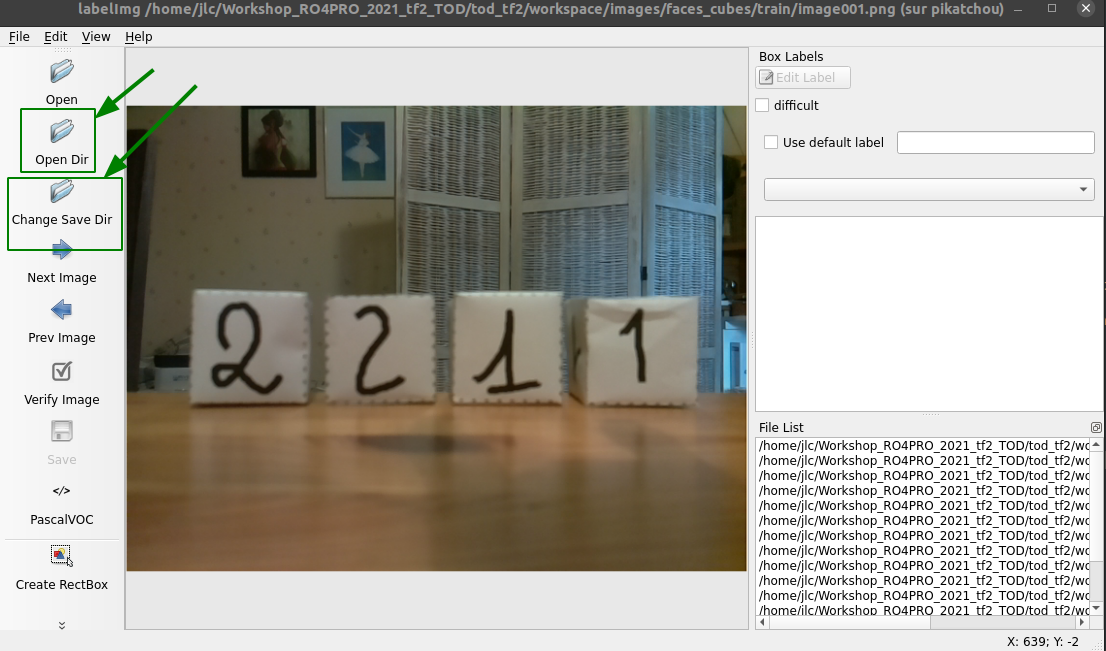 labelImg /home/jlc/Workshop_RO4PRO_2021_tf2_TOD/tod_tf2/workspace/images/faces_cubes/train/image001.png (sur pikatchou)
File Edit View Help
Open
Open Dir
Change Save Dir
Next Image
Prev Image
Verify Image
Save
</>
PascalVOC
Create RectBox
2 2 1 1
Box Labels
Edit Label
difficult
Use default label
File List
/home/jlc/Workshop_RO4PRO_2021_tf2_TOD/tod_tf2/wo
/home/jlc/Workshop_RO4PRO_2021_tf2_TOD/tod_tf2/wo
/home/jlc/Workshop_RO4PRO_2021_tf2_TOD/tod_tf2/wo
/home/jlc/Workshop_RO4PRO_2021_tf2_TOD/tod_tf2/wo
/home/jlc/Workshop_RO4PRO_2021_tf2_TOD/tod_tf2/wo
/home/jlc/Workshop_RO4PRO_2021_tf2_TOD/tod_tf2/wo
/home/jlc/Workshop_RO4PRO_2021_tf2_TOD/tod_tf2/wo
/home/jlc/Workshop_RO4PRO_2021_tf2_TOD/tod_tf2/wo
/home/jlc/Workshop_RO4PRO_2021_tf2_TOD/tod_tf2/wo
/home/jlc/Workshop_RO4PRO_2021_tf2_TOD/tod_tf2/wo
/home/jlc/Workshop_RO4PRO_2021_tf2_TOD/tod_tf2/wo
/home/jlc/Workshop_RO4PRO_2021_tf2_TOD/tod_tf2/wo
X: 639; Y: -2